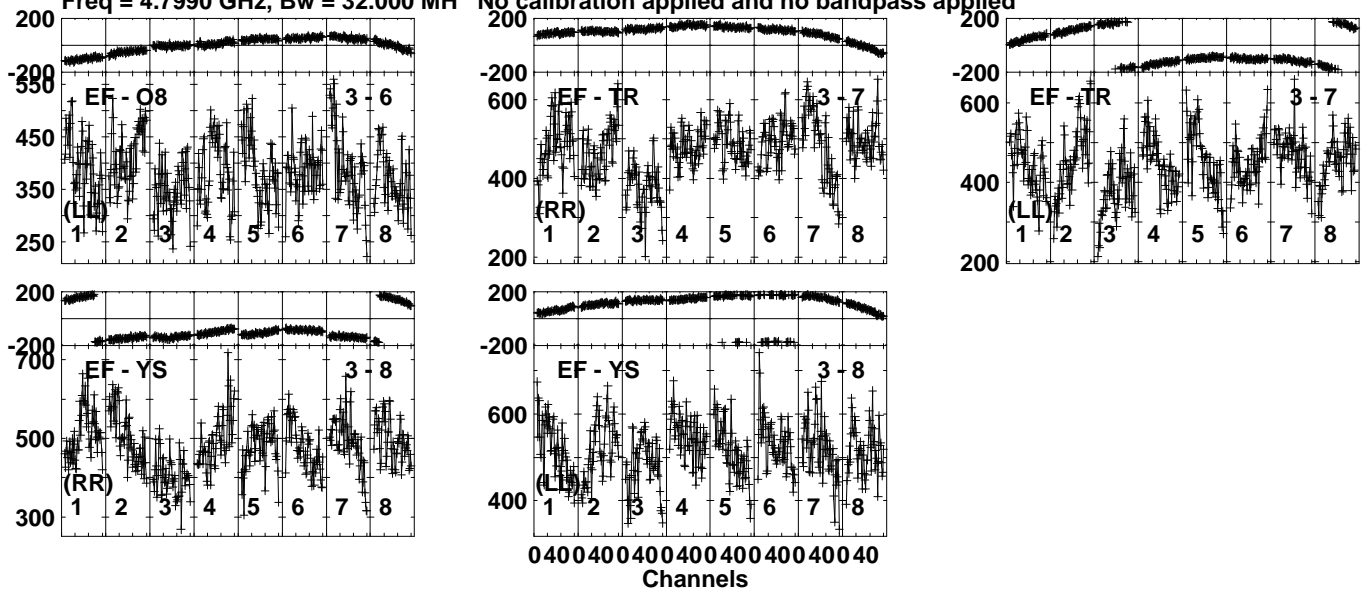 Freq = 4.7990 GHz, Bw = 32.000 MH No calibration applied and no bandpass applied
200
-200
550
450
350
250
EF - O8 3 - 6
(LL)
1 2 3 4 5 6 7 8
200
-200
600
400
200
EF - TR 3 - 7
(RR)
1 2 3 4 5 6 7 8
200
-200
600
400
200
EF - TR 3 - 7
(LL)
1 2 3 4 5 6 7 8
200
-200
700
500
300
EF - YS 3 - 8
(RR)
1 2 3 4 5 6 7 8
200
-200
600
400
EF - YS 3 - 8
(LL)
1 2 3 4 5 6 7 8
0 40 0 40 0 40 0 40 0 40 0 40 0 40 0 40
Channels